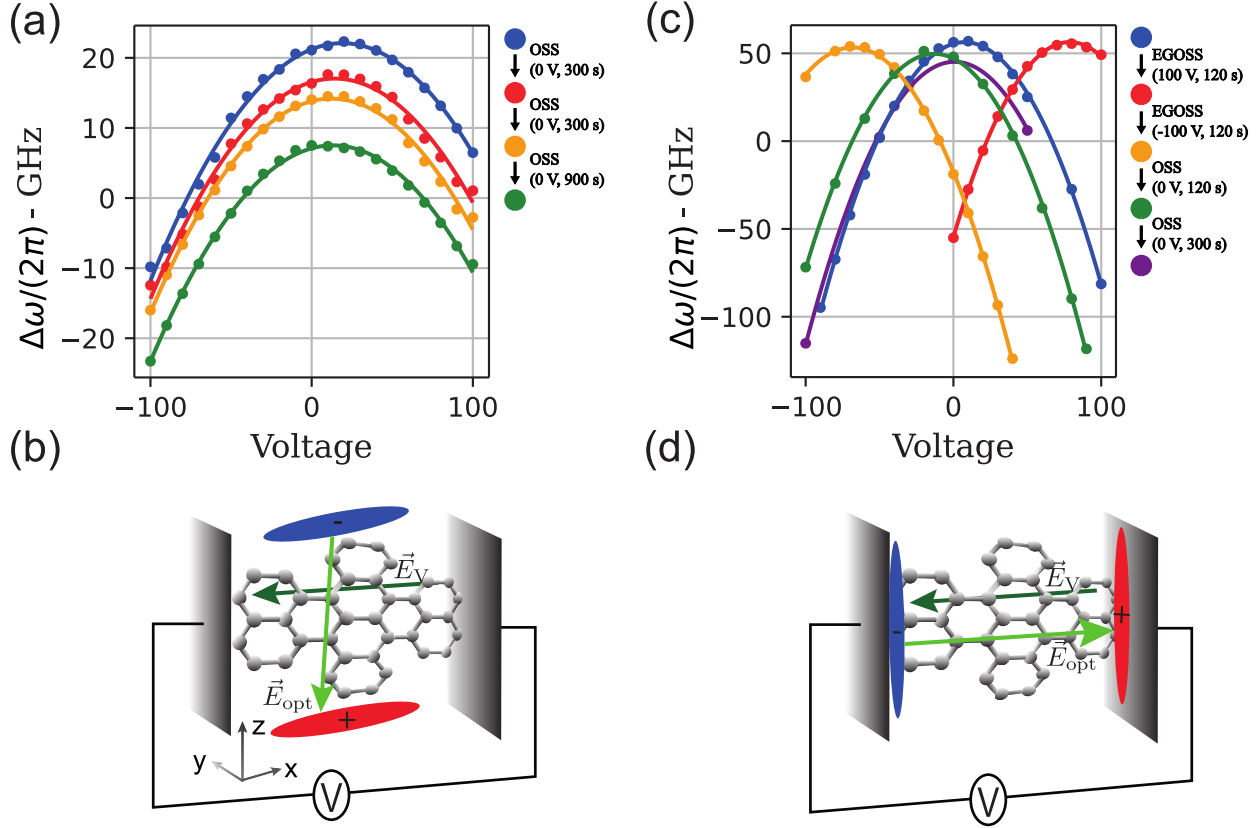 (a)
Δω/(2π) - GHz
20
10
0
−10
−20
−100
0
100
Voltage
OSS
(0 V, 300 s)
OSS
(0 V, 300 s)
OSS
(0 V, 900 s)
(c)
Δω/(2π) - GHz
50
0
−50
−100
−100
0
100
Voltage
EGOSS
(100 V, 120 s)
EGOSS
(-100 V, 120 s)
OSS
(0 V, 120 s)
OSS
(0 V, 300 s)
(b)
-
E⃗V
E⃗opt
+
z
y
x
V
(d)
E⃗V
+
-
E⃗opt
V